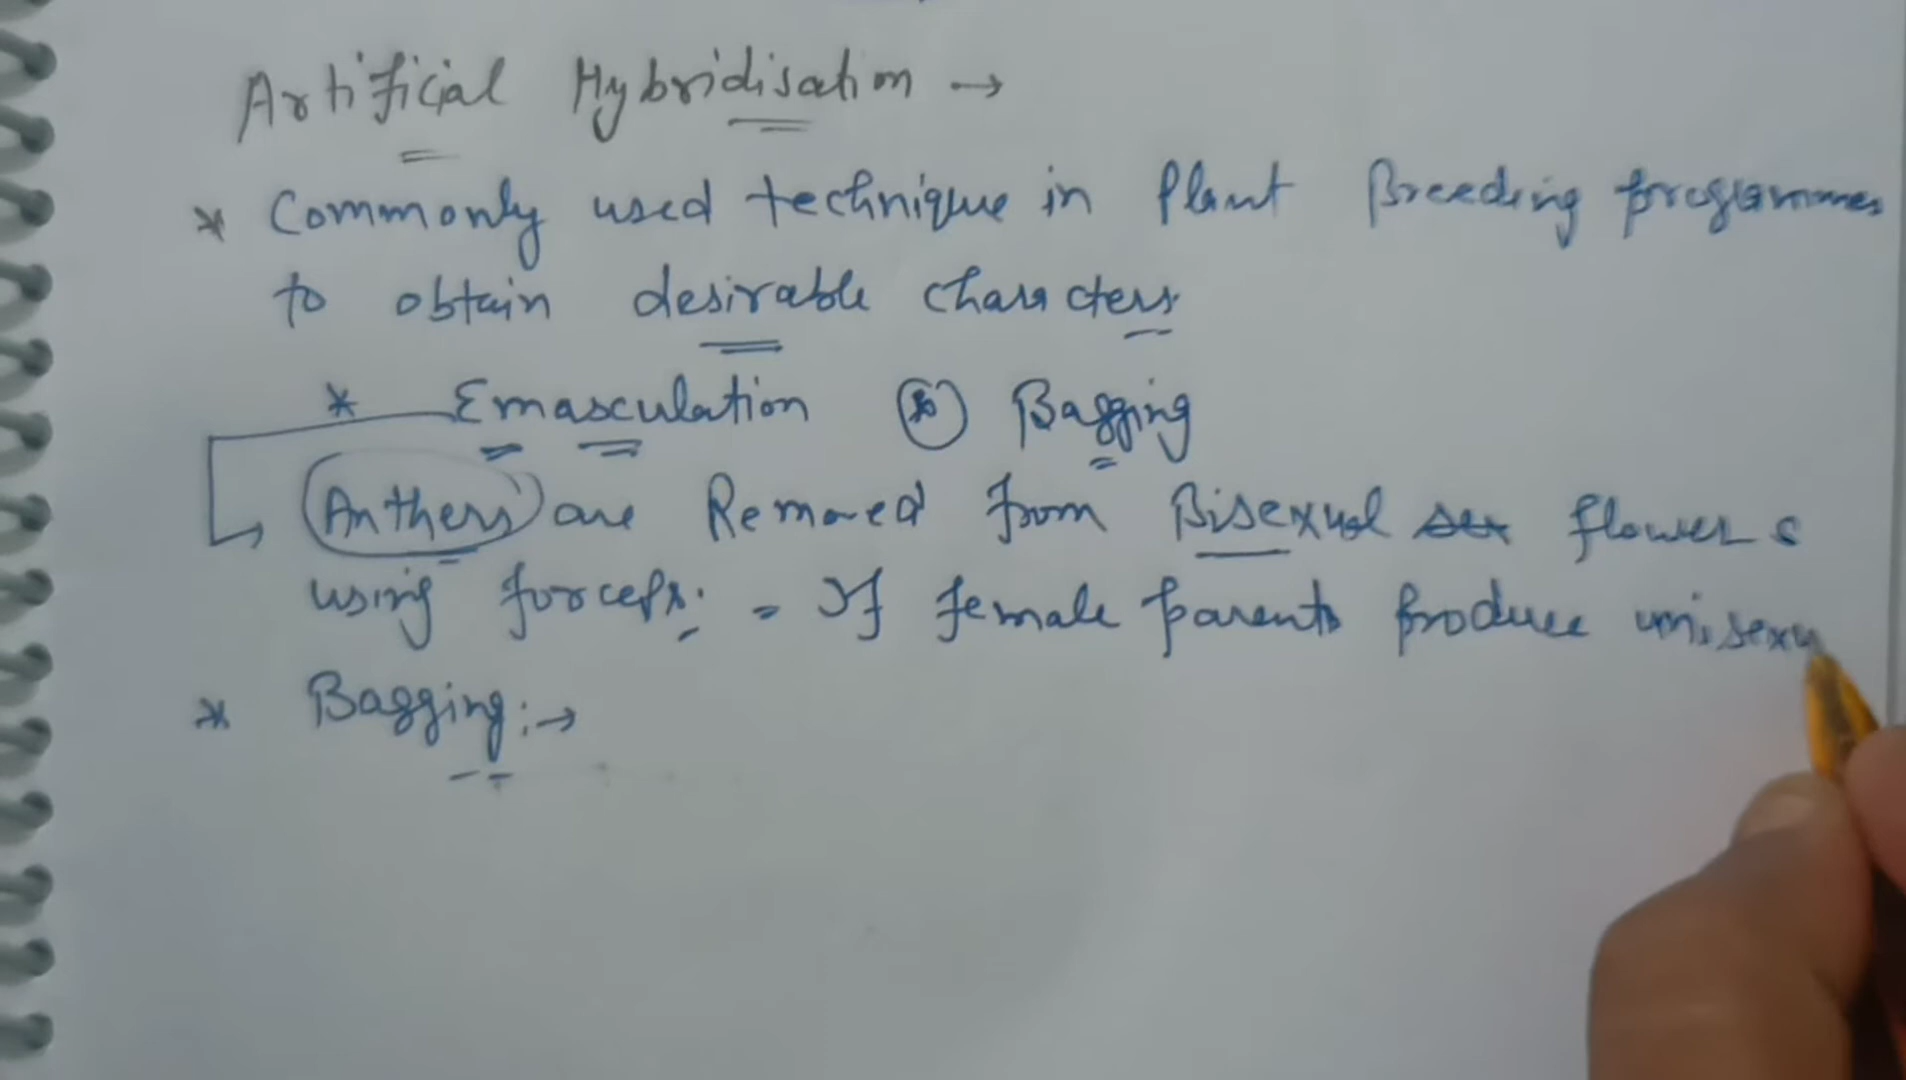 Artificial Hybridisation →
* Commonly used technique in Plant Breeding programmes
to obtain desirable characters
* Emasculation * Bagging
Anthers are Removed from Bisexual flowers
using forceps. = If female parents produce unisexu
* Bagging :→